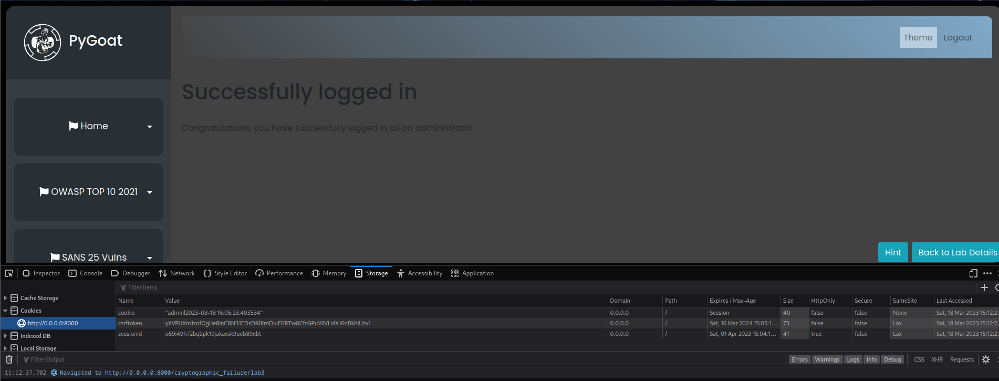 PyGoat
Theme Logout
Successfully logged in
Home
Congratulations, you have successfully logged in as an administrator.
OWASP TOP 10 2021
SANS 25 Vulns
Hint Back to Lab Details
Inspector Console Debugger Network Style Editor Performance Memory Storage Accessibility Application
Filter Items
Cache Storage
Cookies
http://0.0.0.0:8000
Indexed DB
Local Storage
Name Value Domain Path Expires / Max-Age Size HttpOnly Secure SameSite Last Accessed
cookie "admin|2023-03-18 16:05:23.493534" 0.0.0.0 / Session 40 false false None Sat, 18 Mar 2023 15:12:2...
csrftoken 0.0.0.0 / Sat, 16 Mar 2024 15:05:1... 73 false false Lax Sat, 18 Mar 2023 15:12:2...
sessionid o59i49h72bgbpk19jakaxsk9ueb89ebt 0.0.0.0 / Sat, 01 Apr 2023 15:04:1... 41 true false Lax Sat, 18 Mar 2023 15:12:2...
Filter Output
Errors Warnings Logs Info Debug CSS XHR Requests
11:12:37.702 Navigated to http://0.0.0.0:8000/cryptographic_failure/lab3